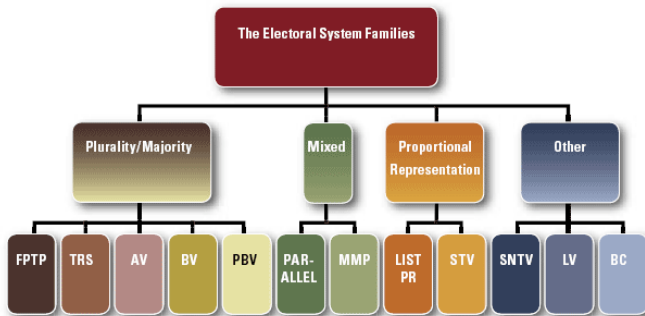 The Electoral System Families
Plurality/Majority
Mixed
Proportional
Representation
Other
FPTP
TRS
AV
BV
PBV
PAR-
ALLEL
MMP
LIST
PR
STV
SNTV
LV
BC